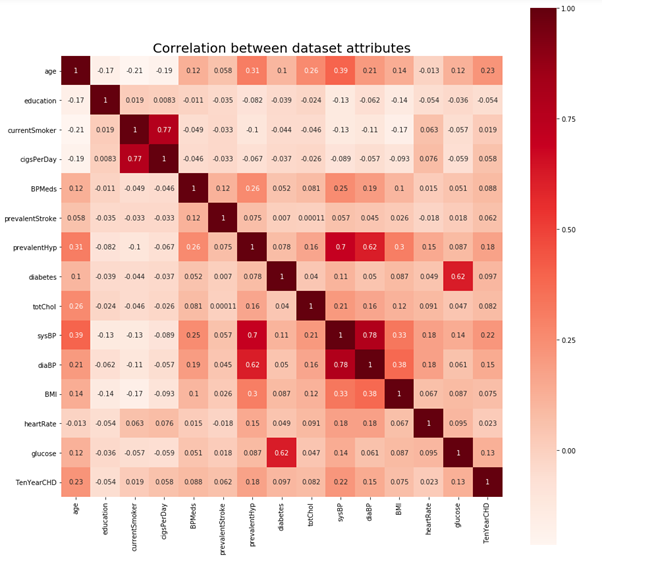 Correlation between dataset attributes
age 1 -0.17 -0.21 -0.19 0.12 0.058 0.31 0.1 0.26 0.39 0.21 0.14 -0.013 0.12 0.23
education -0.17 1 0.019 0.0083 -0.011 -0.035 -0.082 -0.039 -0.024 -0.13 -0.062 -0.14 -0.054 -0.036 -0.054
currentSmoker -0.21 0.019 1 0.77 -0.049 -0.033 -0.1 -0.044 -0.046 -0.13 -0.11 -0.17 0.063 -0.057 0.019
cigsPerDay -0.19 0.0083 0.77 1 -0.046 -0.033 -0.067 -0.037 -0.026 -0.089 -0.057 -0.093 0.076 -0.059 0.058
BPMeds 0.12 -0.011 -0.049 -0.046 1 0.12 0.26 0.052 0.081 0.25 0.19 0.1 0.015 0.051 0.088
prevalentStroke 0.058 -0.035 -0.033 -0.033 0.12 1 0.075 0.007 0.00011 0.057 0.045 0.026 -0.018 0.018 0.062
prevalentHyp 0.31 -0.082 -0.1 -0.067 0.26 0.075 1 0.078 0.16 0.7 0.62 0.3 0.15 0.087 0.18
diabetes 0.1 -0.039 -0.044 -0.037 0.052 0.007 0.078 1 0.04 0.11 0.05 0.087 0.049 0.62 0.097
totChol 0.26 -0.024 -0.046 -0.026 0.081 0.00011 0.16 0.04 1 0.21 0.16 0.12 0.091 0.047 0.082
sysBP 0.39 -0.13 -0.13 -0.089 0.25 0.057 0.7 0.11 0.21 1 0.78 0.33 0.18 0.14 0.22
diaBP 0.21 -0.062 -0.11 -0.057 0.19 0.045 0.62 0.05 0.16 0.78 1 0.38 0.18 0.061 0.15
BMI 0.14 -0.14 -0.17 -0.093 0.1 0.026 0.3 0.087 0.12 0.33 0.38 1 0.067 0.087 0.075
heartRate -0.013 -0.054 0.063 0.076 0.015 -0.018 0.15 0.049 0.091 0.18 0.18 0.067 1 0.095 0.023
glucose 0.12 -0.036 -0.057 -0.059 0.051 0.018 0.087 0.62 0.047 0.14 0.061 0.087 0.095 1 0.13
TenYearCHD 0.23 -0.054 0.019 0.058 0.088 0.062 0.18 0.097 0.082 0.22 0.15 0.075 0.023 0.13 1
age education currentSmoker cigsPerDay BPMeds prevalentStroke prevalentHyp diabetes totChol sysBP diaBP BMI heartRate glucose TenYearCHD
1.00
0.75
0.50
0.25
0.00